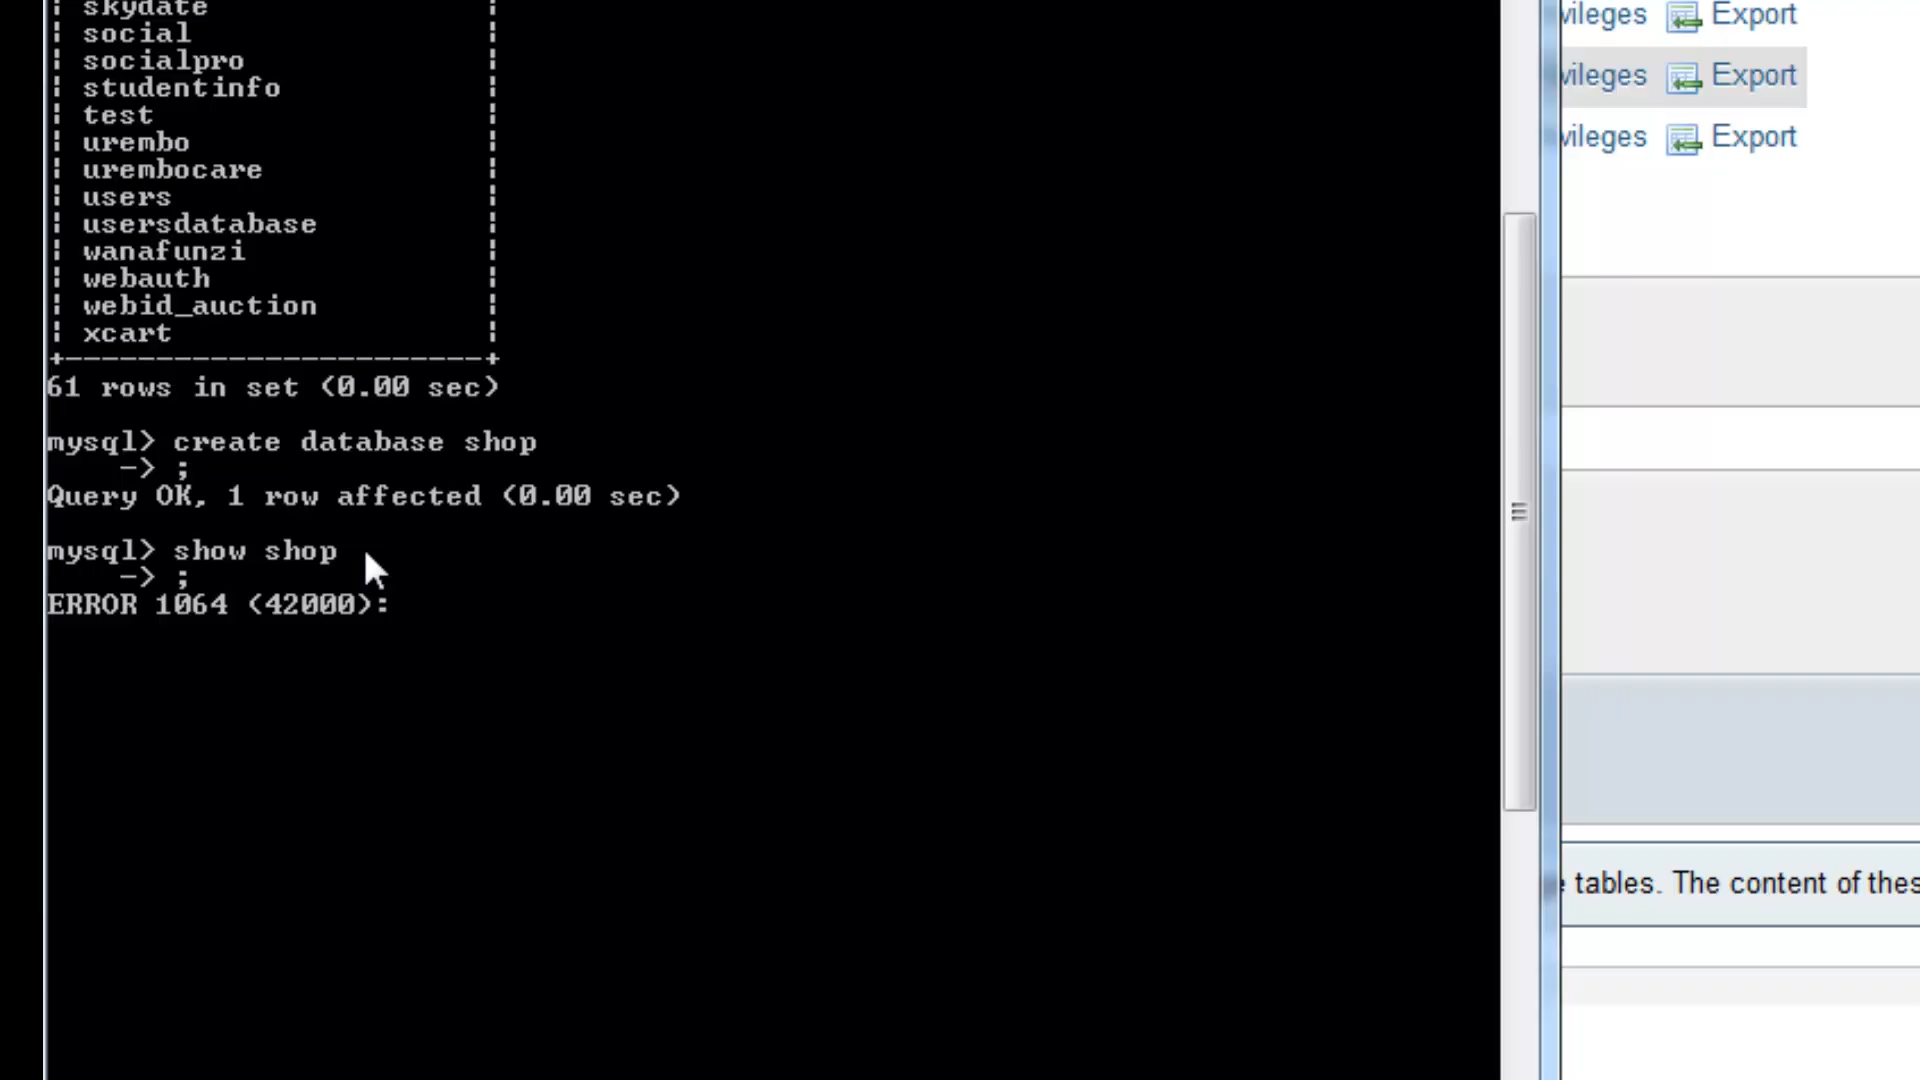 | skydate |
| social |
| socialpro |
| studentinfo |
| test |
| urembo |
| urembocare |
| users |
| usersdatabase |
| wanafunzi |
| webauth |
| webid_auction |
| xcart |
+-----------------------+
61 rows in set (0.00 sec)
mysql> create database shop
-> ;
Query OK, 1 row affected (0.00 sec)
mysql> show shop
-> ;
ERROR 1064 (42000):
vileges Export
vileges Export
vileges Export
tables. The content of thes